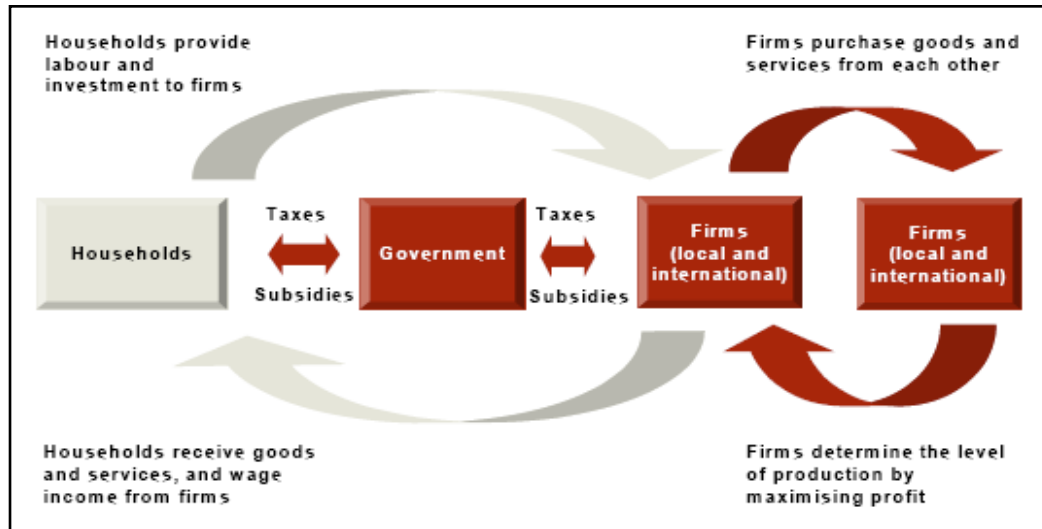 Households provide
labour and
investment to firms
Firms purchase goods and
services from each other
Households
Taxes
Subsidies
Government
Taxes
Subsidies
Firms
(local and
international)
Firms
(local and
international)
Households receive goods
and services, and wage
income from firms
Firms determine the level
of production by
maximising profit